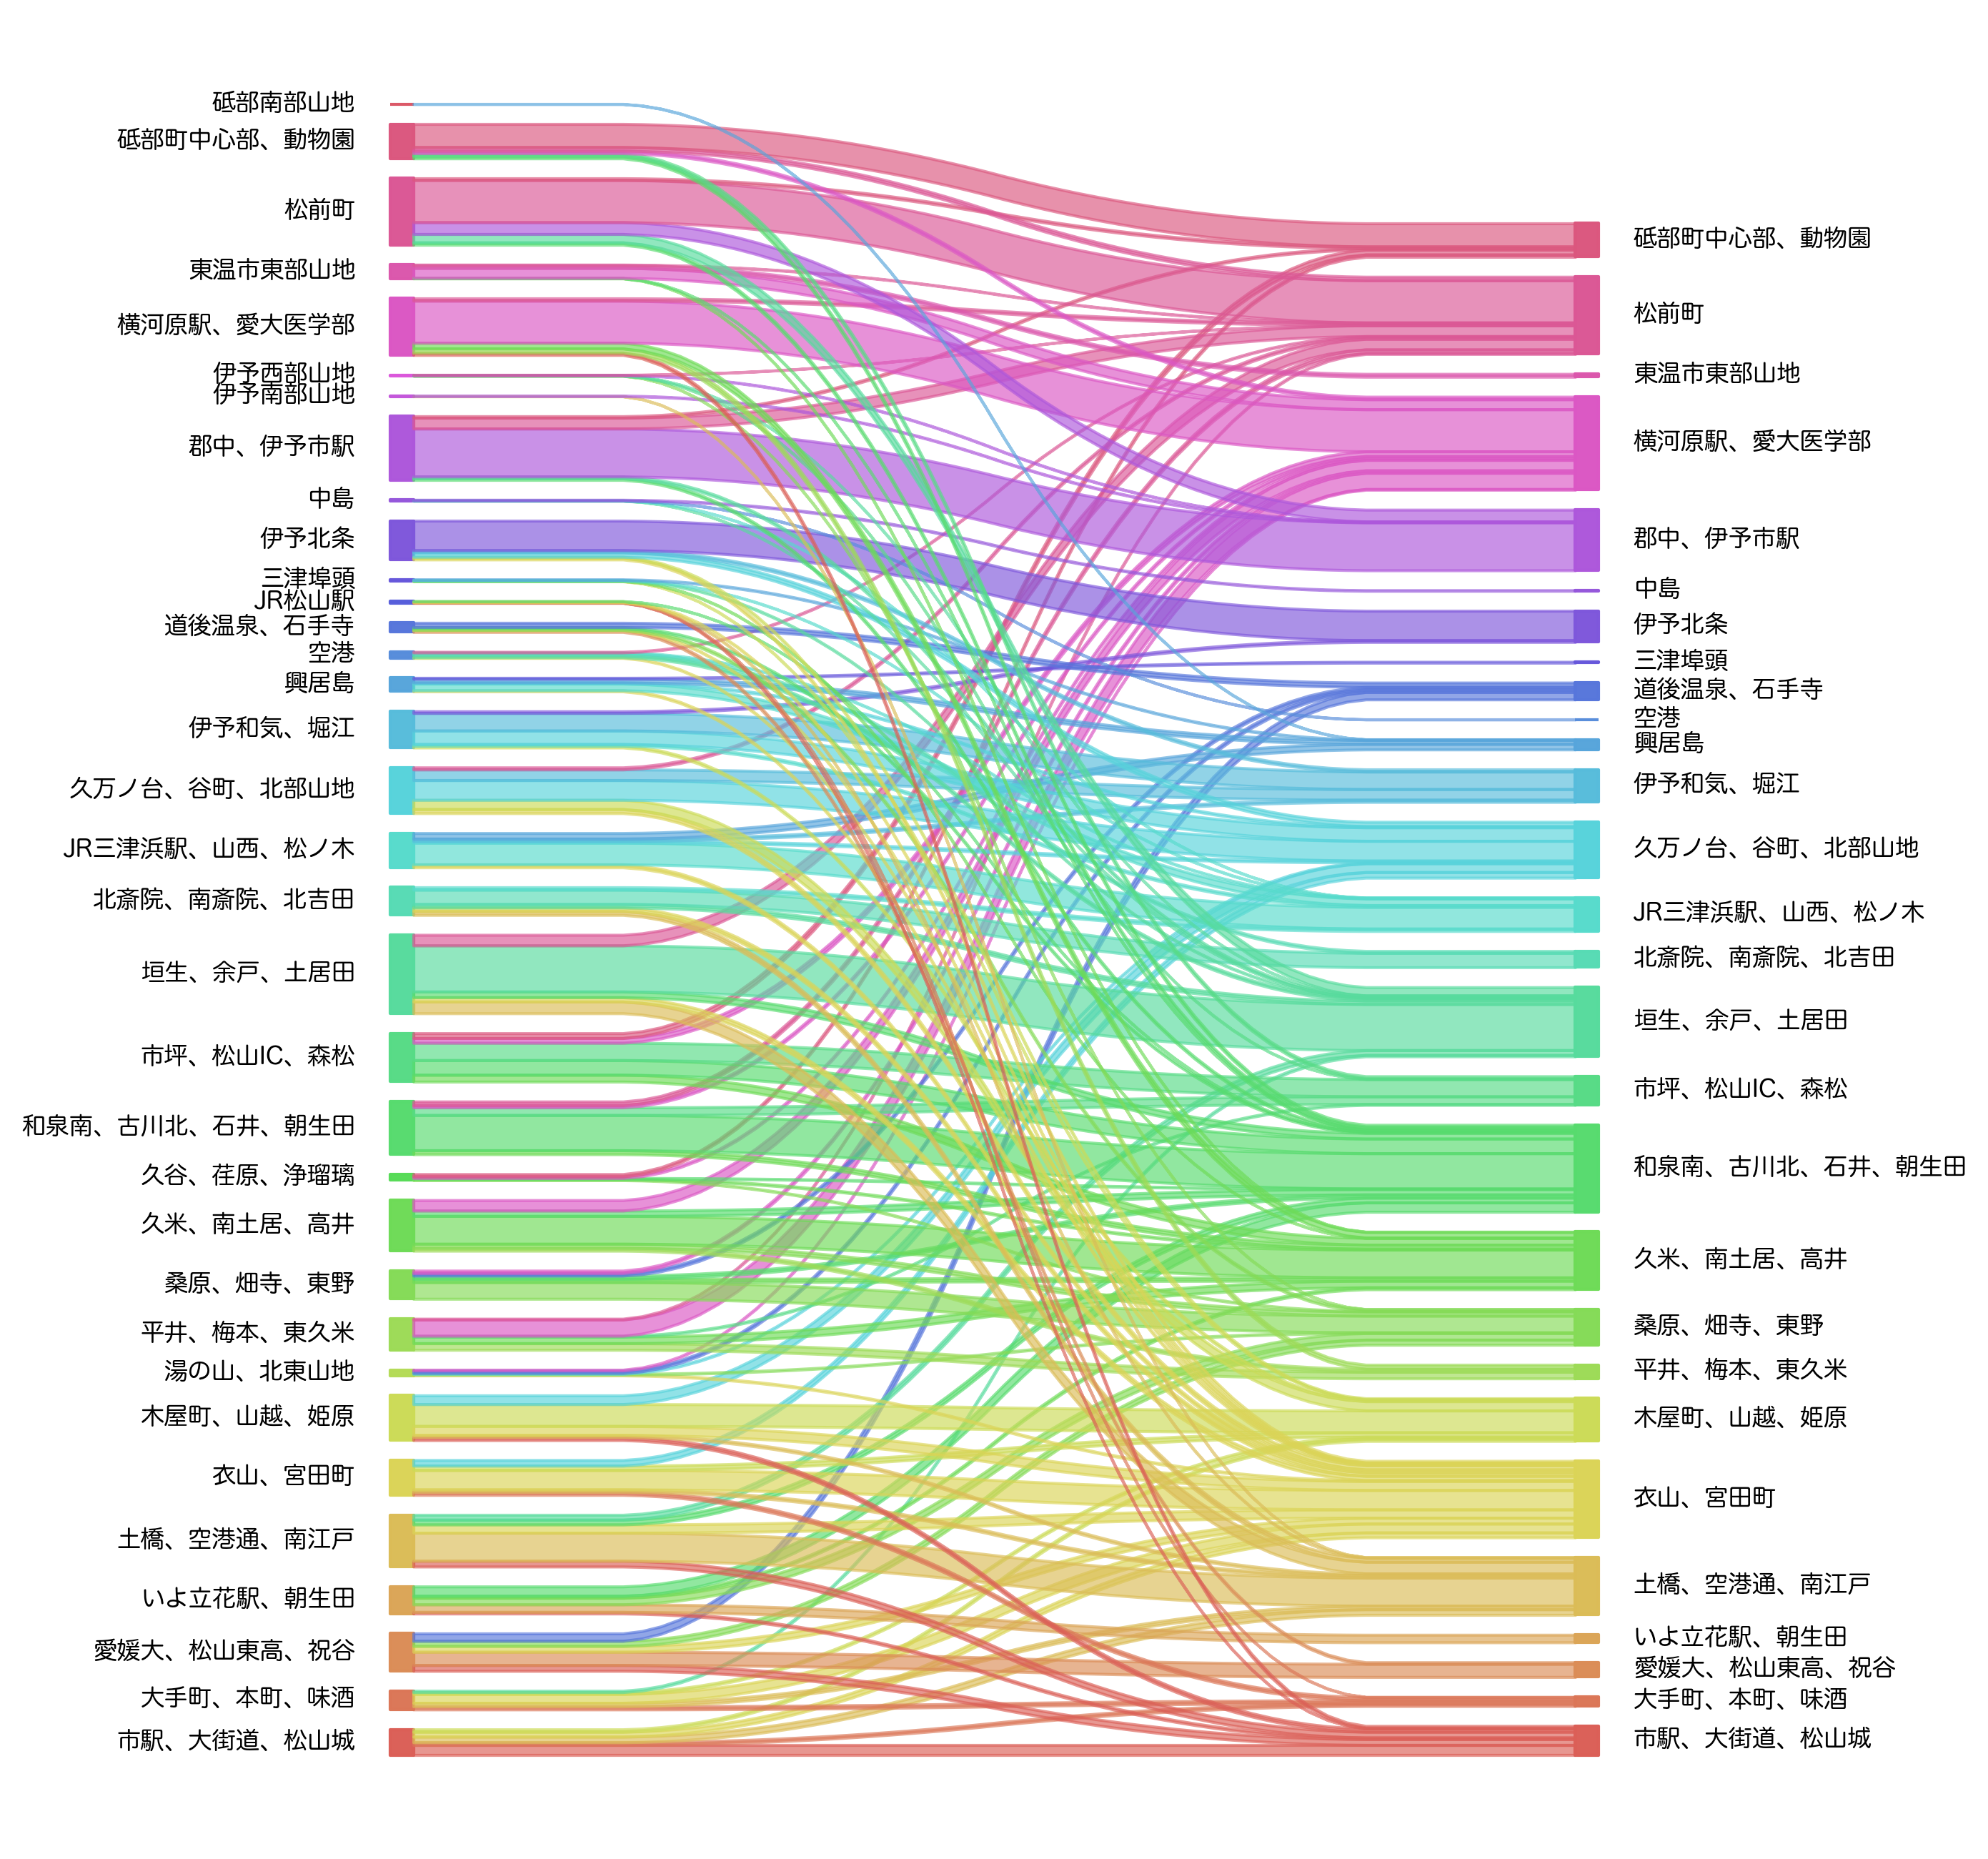 砥部南部山地
砥部町中心部、動物園
松前町
東温市東部山地
横河原駅、愛大医学部
伊予西部山地
伊予南部山地
郡中、伊予市駅
中島
伊予北条
三津埠頭
JR松山駅
道後温泉、石手寺
空港
興居島
伊予和気、堀江
久万ノ台、谷町、北部山地
JR三津浜駅、山西、松ノ木
北斎院、南斎院、北吉田
垣生、余戸、土居田
市坪、松山IC、森松
和泉南、古川北、石井、朝生田
久谷、荏原、浄瑠璃
久米、南土居、高井
桑原、畑寺、東野
平井、梅本、東久米
湯の山、北東山地
木屋町、山越、姫原
衣山、宮田町
土橋、空港通、南江戸
いよ立花駅、朝生田
愛媛大、松山東高、祝谷
大手町、本町、味酒
市駅、大街道、松山城
砥部町中心部、動物園
松前町
東温市東部山地
横河原駅、愛大医学部
郡中、伊予市駅
中島
伊予北条
三津埠頭
道後温泉、石手寺
空港
興居島
伊予和気、堀江
久万ノ台、谷町、北部山地
JR三津浜駅、山西、松ノ木
北斎院、南斎院、北吉田
垣生、余戸、土居田
市坪、松山IC、森松
和泉南、古川北、石井、朝生田
久米、南土居、高井
桑原、畑寺、東野
平井、梅本、東久米
木屋町、山越、姫原
衣山、宮田町
土橋、空港通、南江戸
いよ立花駅、朝生田
愛媛大、松山東高、祝谷
大手町、本町、味酒
市駅、大街道、松山城